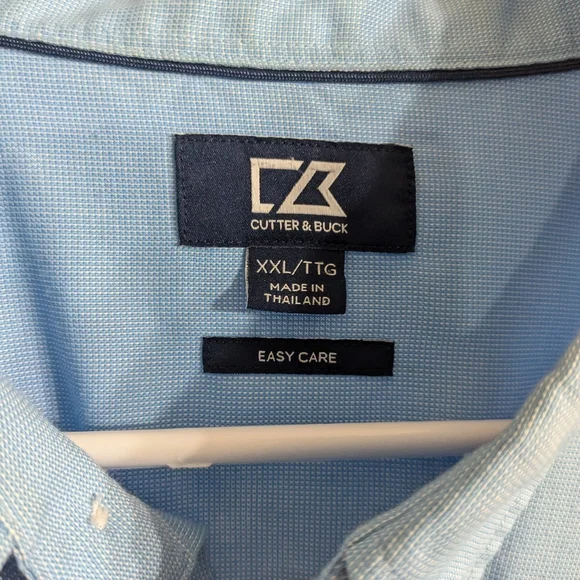 CUTTER & BUCK
XXL/TTG
MADE IN
THAILAND
EASY CARE